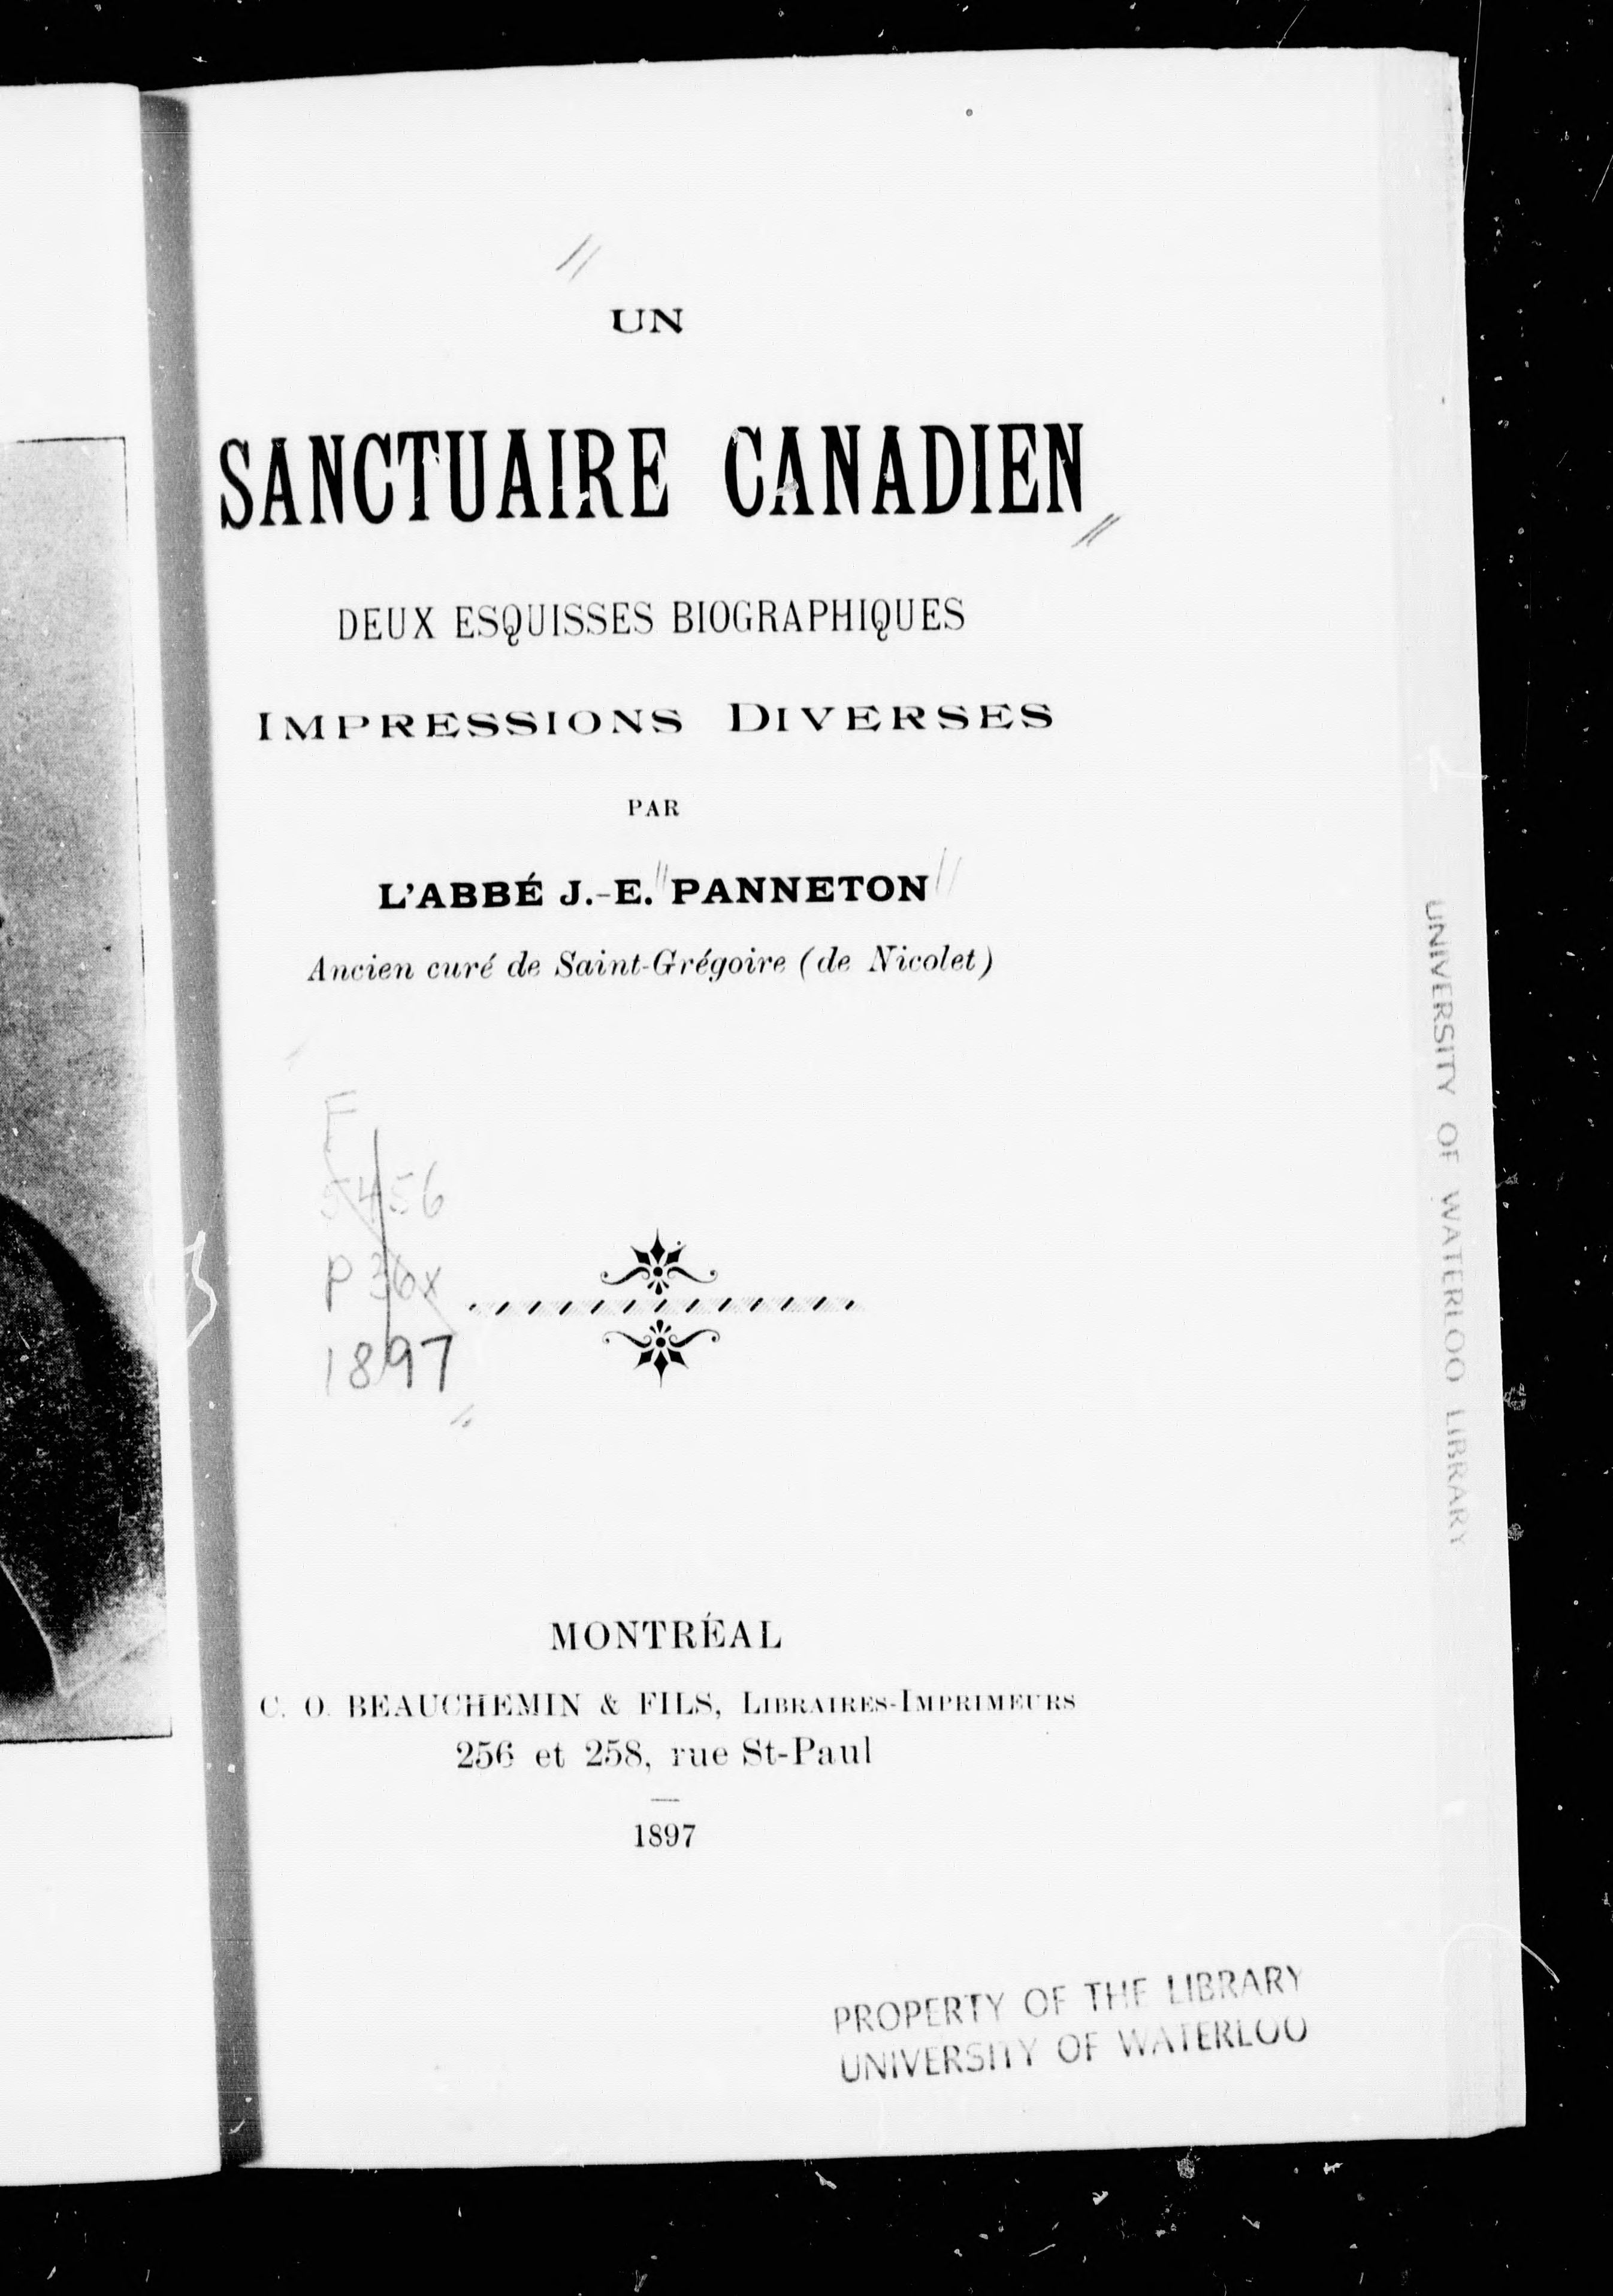 UN
SANCTUAIRE CANADIEN
DEUX ESQUISSES BIOGRAPHIQUES
IMPRESSIONS DIVERSES
PAR
L'ABBÉ J.-E. PANNETON
Ancien curé de Saint-Grégoire (de Nicolet)
5456
P36x
1897
MONTRÉAL
C. O. BEAUCHEMIN & FILS, LIBRAIRES-IMPRIMEURS
256 et 258, rue St-Paul
1897
PROPERTY OF THE LIBRARY
UNIVERSITY OF WATERLOO
UNIVERSITY OF WATERLOO LIBRARY